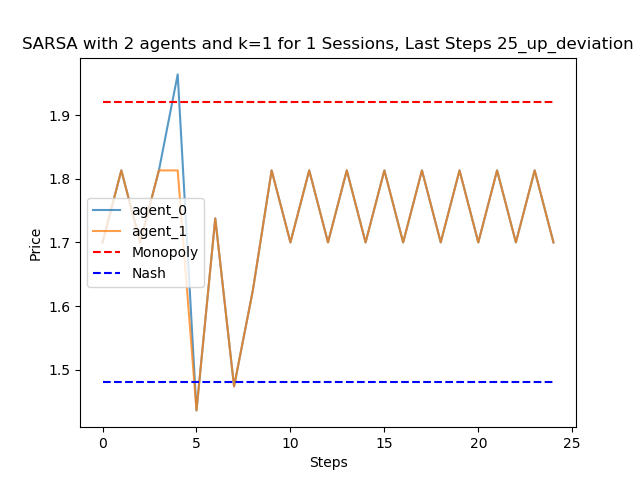 SARSA with 2 agents and k=1 for 1 Sessions, Last Steps 25_up_deviation
1.9
1.8
1.7
1.6
1.5
Price
agent_0
agent_1
Monopoly
Nash
0
5
10
15
20
25
Steps